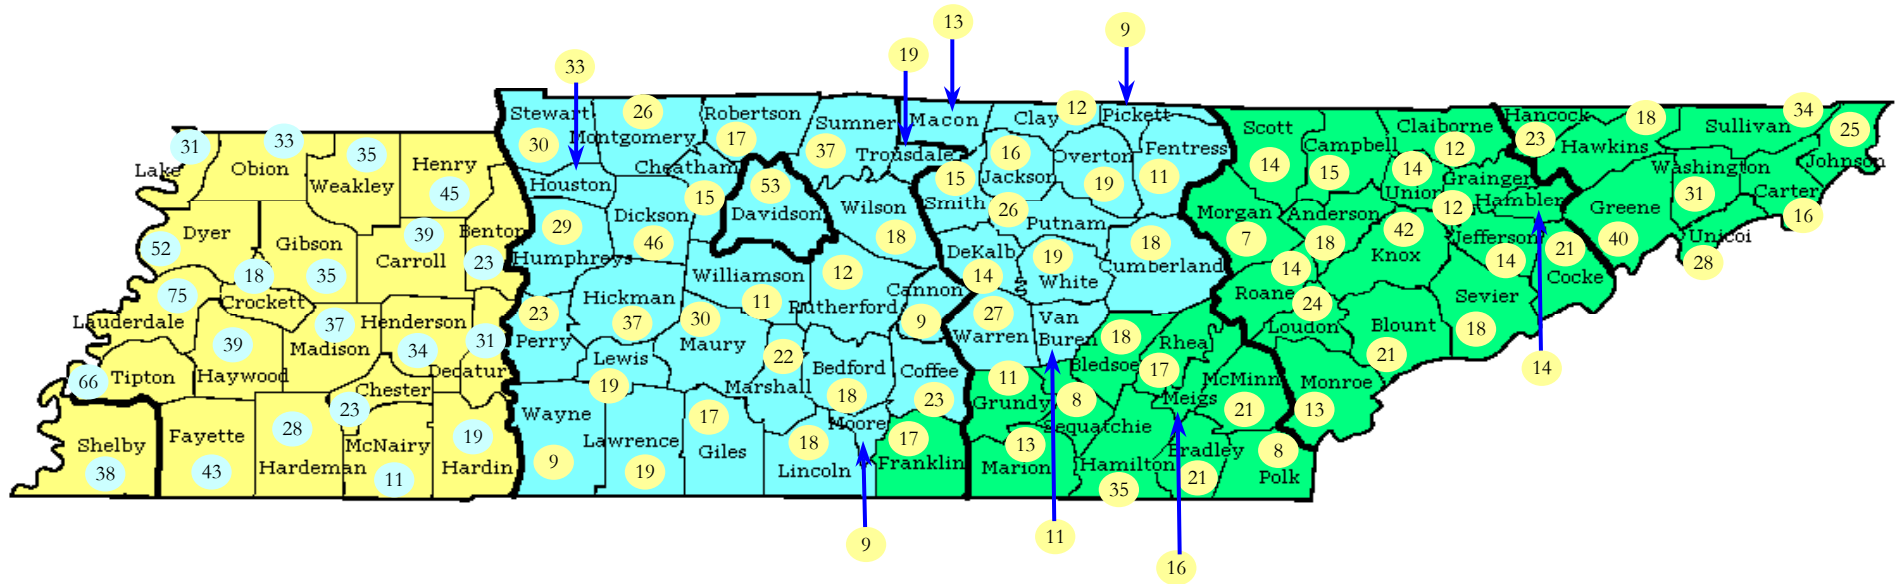 13
9
19
33
Stewart
26
Robertson
12
Pickett
Macon
Clay
Hancock
18
34
Sullivan
25
31
33
35
Henry
30
Montgomery
17
Sumner
37
Trousdale
16
Overton
Fentress
Scott
Campbell
Claiborne
12
23
Hawkins
Washington
Johnson
Lake
Obion
Weakley
45
Houston
Cheatham
15
53
Davidson
Wilson
18
15
Smith
Jackson
26
Putnam
19
11
14
15
14
Union
Grainger
12
Hamblen
Greene
31
Carter
16
Dyer
52
Gibson
35
39
Carroll
Benton
23
29
Humphreys
Dickson
46
Williamson
11
12
Rutherford
Cannon
9
DeKalb
14
19
White
18
Cumberland
Morgan
7
Anderson
18
42
Knox
Jefferson
14
21
Cocke
40
Unicoi
28
18
Crockett
75
Lauderdale
39
Haywood
37
Madison
Henderson
34
31
Decatur
23
Perry
Hickman
37
30
Maury
22
Marshall
Bedford
18
Coffee
23
27
Warren
Van
Buren
18
Bledsoe
Rhea
17
14
Roane
24
Loudon
Blount
21
Sevier
18
14
66
Tipton
Chester
23
Lewis
19
11
Grundy
8
Sequatchie
Meigs
McMinn
21
Monroe
13
Shelby
38
Fayette
43
28
Hardeman
McNairy
11
19
Hardin
Wayne
9
Lawrence
19
17
Giles
18
Lincoln
Moore
17
Franklin
13
Marion
Hamilton
35
Bradley
21
8
Polk
9
11
16